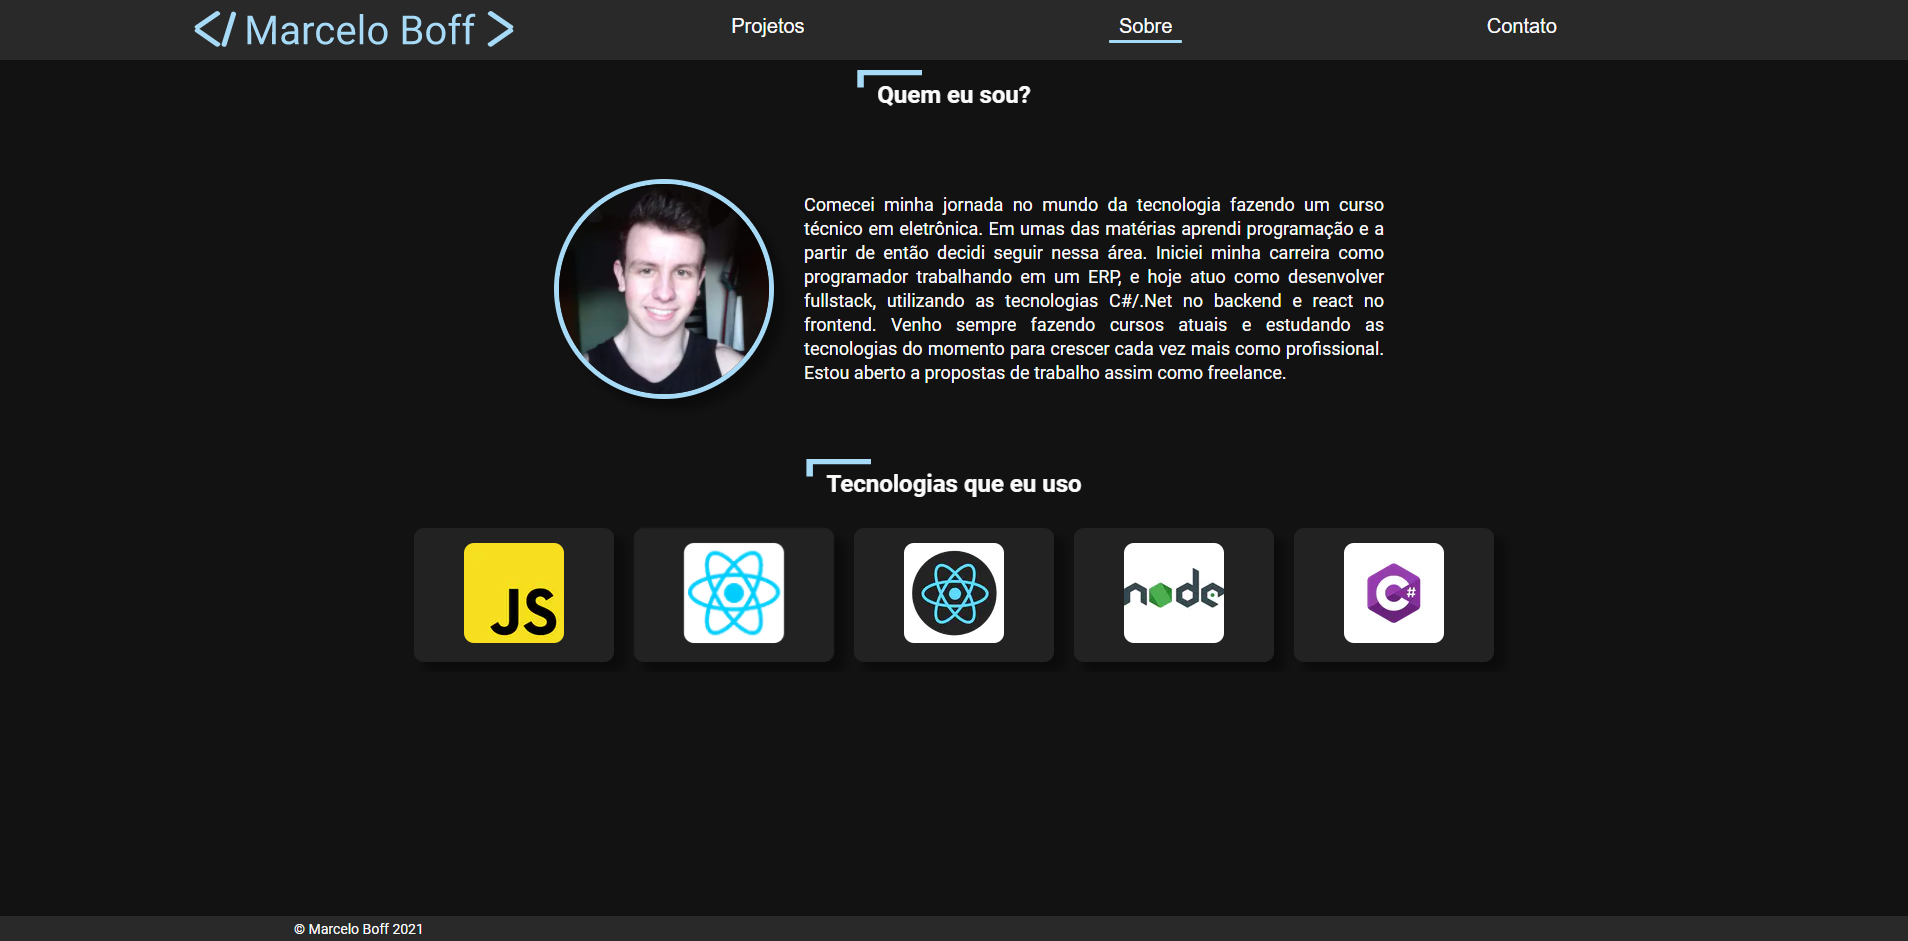 </ Marcelo Boff >
Projetos
Sobre
Contato
Quem eu sou?
Comecei minha jornada no mundo da tecnologia fazendo um curso
técnico em eletrônica. Em umas das matérias aprendi programação e a
partir de então decidi seguir nessa área. Iniciei minha carreira como
programador trabalhando em um ERP, e hoje atuo como desenvolver
fullstack, utilizando as tecnologias C#/.Net no backend e react no
frontend. Venho sempre fazendo cursos atuais e estudando as
tecnologias do momento para crescer cada vez mais como profissional.
Estou aberto a propostas de trabalho assim como freelance.
Tecnologias que eu uso
JS
node
C#
© Marcelo Boff 2021